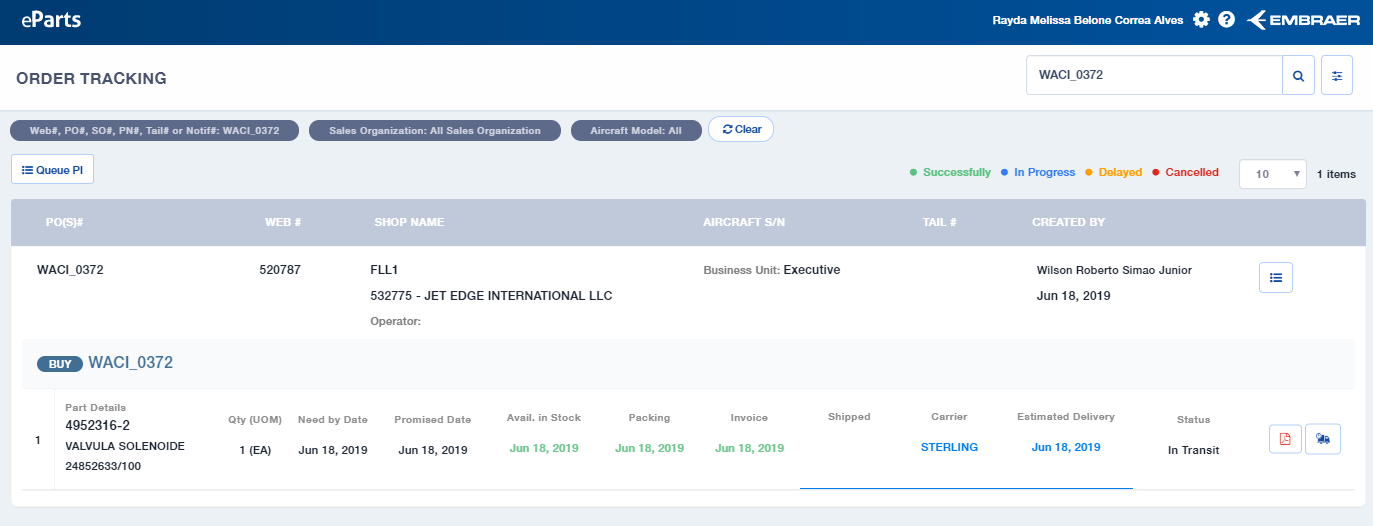 eParts
Rayda Melissa Belone Correa Alves
EMBRAER
ORDER TRACKING
WACI_0372
Web#, PO#, SO#, PN#, Tail# or Notif#: WACI_0372
Sales Organization: All Sales Organization
Aircraft Model: All
Clear
Queue PI
Successfully
In Progress
Delayed
Cancelled
10
1 items
PO(S)# WEB # SHOP NAME AIRCRAFT S/N TAIL # CREATED BY
WACI_0372 520787 FLL1 Business Unit: Executive Wilson Roberto Simao Junior
532775 - JET EDGE INTERNATIONAL LLC Jun 18, 2019
Operator:
BUY WACI_0372
Part Details Qty (UOM) Need by Date Promised Date Avail. in Stock Packing Invoice Shipped Carrier Estimated Delivery Status
1 4952316-2
VALVULA SOLENOIDE 1 (EA) Jun 18, 2019 Jun 18, 2019 Jun 18, 2019 Jun 18, 2019 Jun 18, 2019 STERLING Jun 18, 2019 In Transit
24852633/100